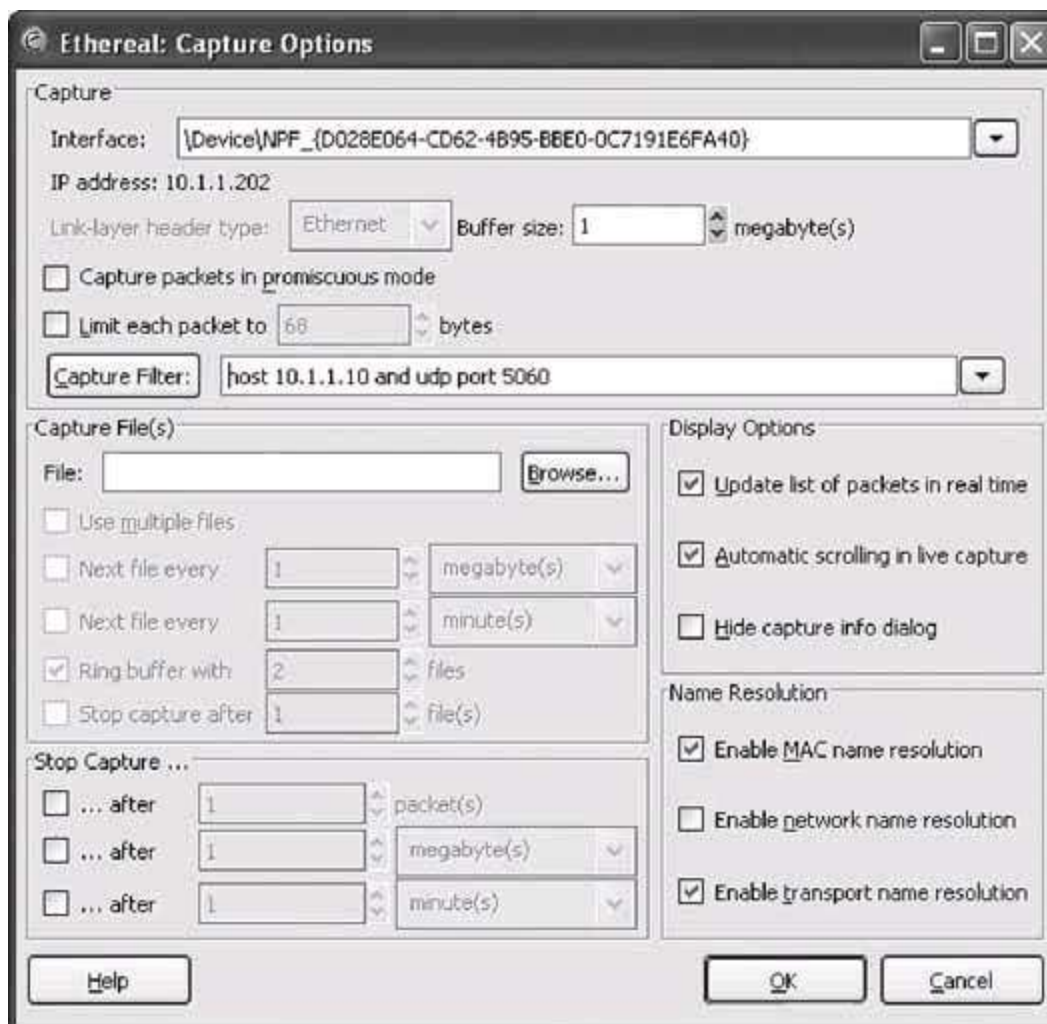 Ethereal: Capture Options
Capture
Interface: \Device\NPF_{D028E064-CD62-4B95-BBE0-0C7191E6FA40}
IP address: 10.1.1.202
Link-layer header type: Ethernet Buffer size: 1 megabyte(s)
Capture packets in promiscuous mode
Limit each packet to 68 bytes
Capture Filter: host 10.1.1.10 and udp port 5060
Capture File(s)
File: Browse...
Use multiple files
Next file every 1 megabyte(s)
Next file every 1 minute(s)
Ring buffer with 2 files
Stop capture after 1 file(s)
Stop Capture ...
... after 1 packet(s)
... after 1 megabyte(s)
... after 1 minute(s)
Display Options
Update list of packets in real time
Automatic scrolling in live capture
Hide capture info dialog
Name Resolution
Enable MAC name resolution
Enable network name resolution
Enable transport name resolution
Help OK Cancel